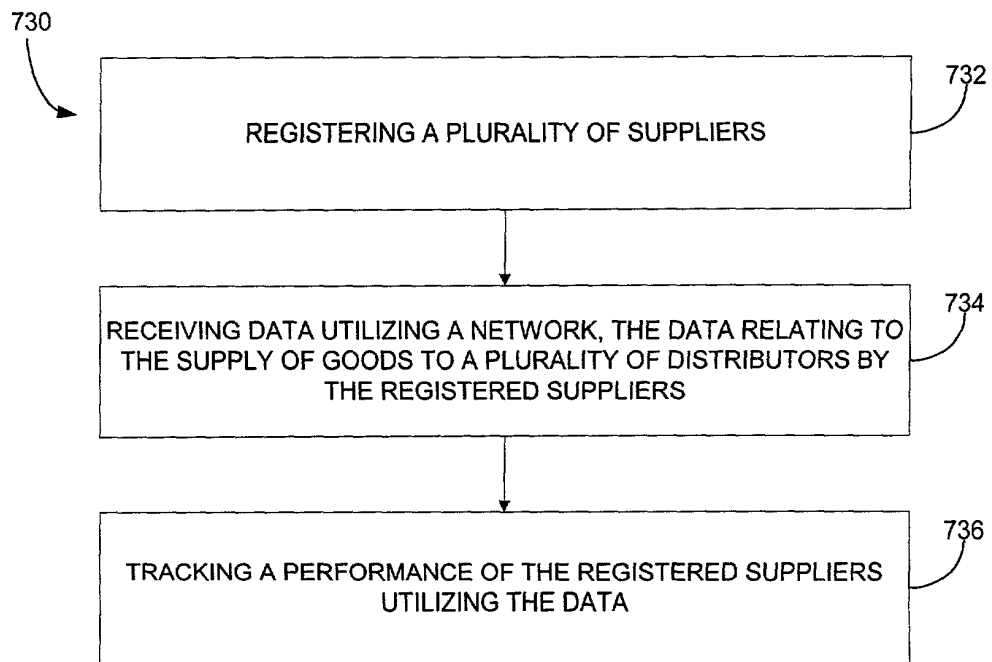 730
732
REGISTERING A PLURALITY OF SUPPLIERS
734
RECEIVING DATA UTILIZING A NETWORK, THE DATA RELATING TO
THE SUPPLY OF GOODS TO A PLURALITY OF DISTRIBUTORS BY
THE REGISTERED SUPPLIERS
736
TRACKING A PERFORMANCE OF THE REGISTERED SUPPLIERS
UTILIZING THE DATA